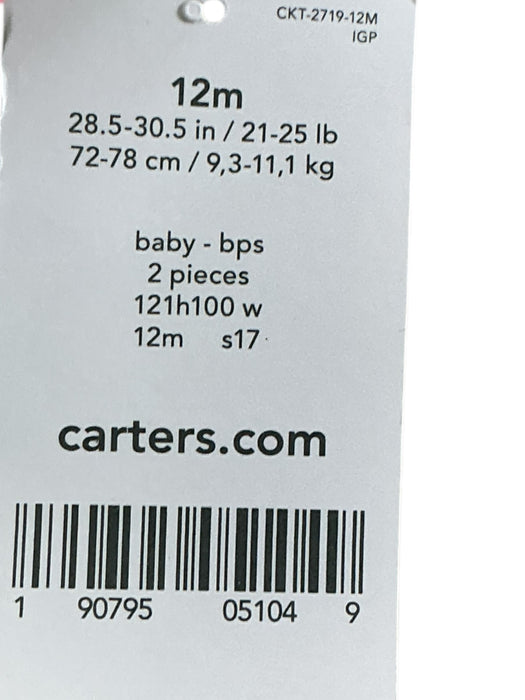 CKT-2719-12M
IGP
12m
28.5-30.5 in / 21-25 lb
72-78 cm / 9,3-11,1 kg
baby - bps
2 pieces
121h100 w
12m s17
carters.com
1 90795 05104 9